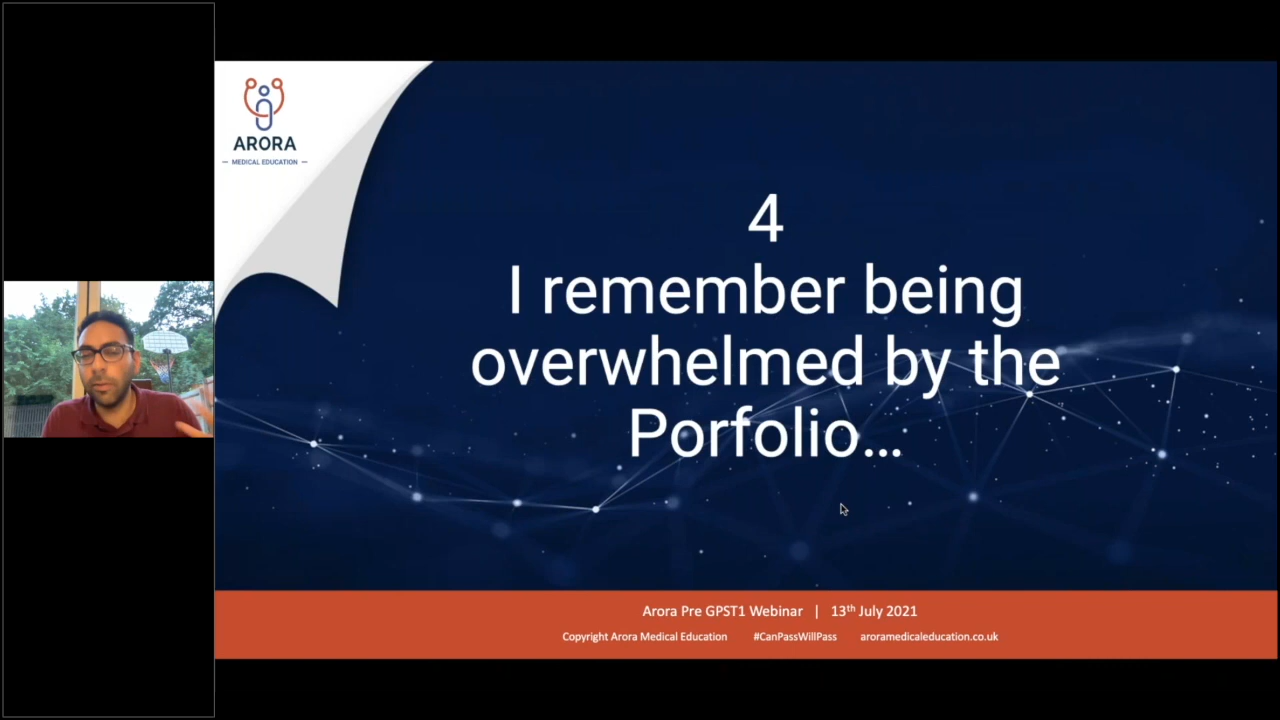 ARORA
MEDICAL EDUCATION
4
I remember being
overwhelmed by the
Porfolio...
Arora Pre GPST1 Webinar | 13th July 2021
Copyright Arora Medical Education #CanPassWillPass aroramedicaleducation.co.uk